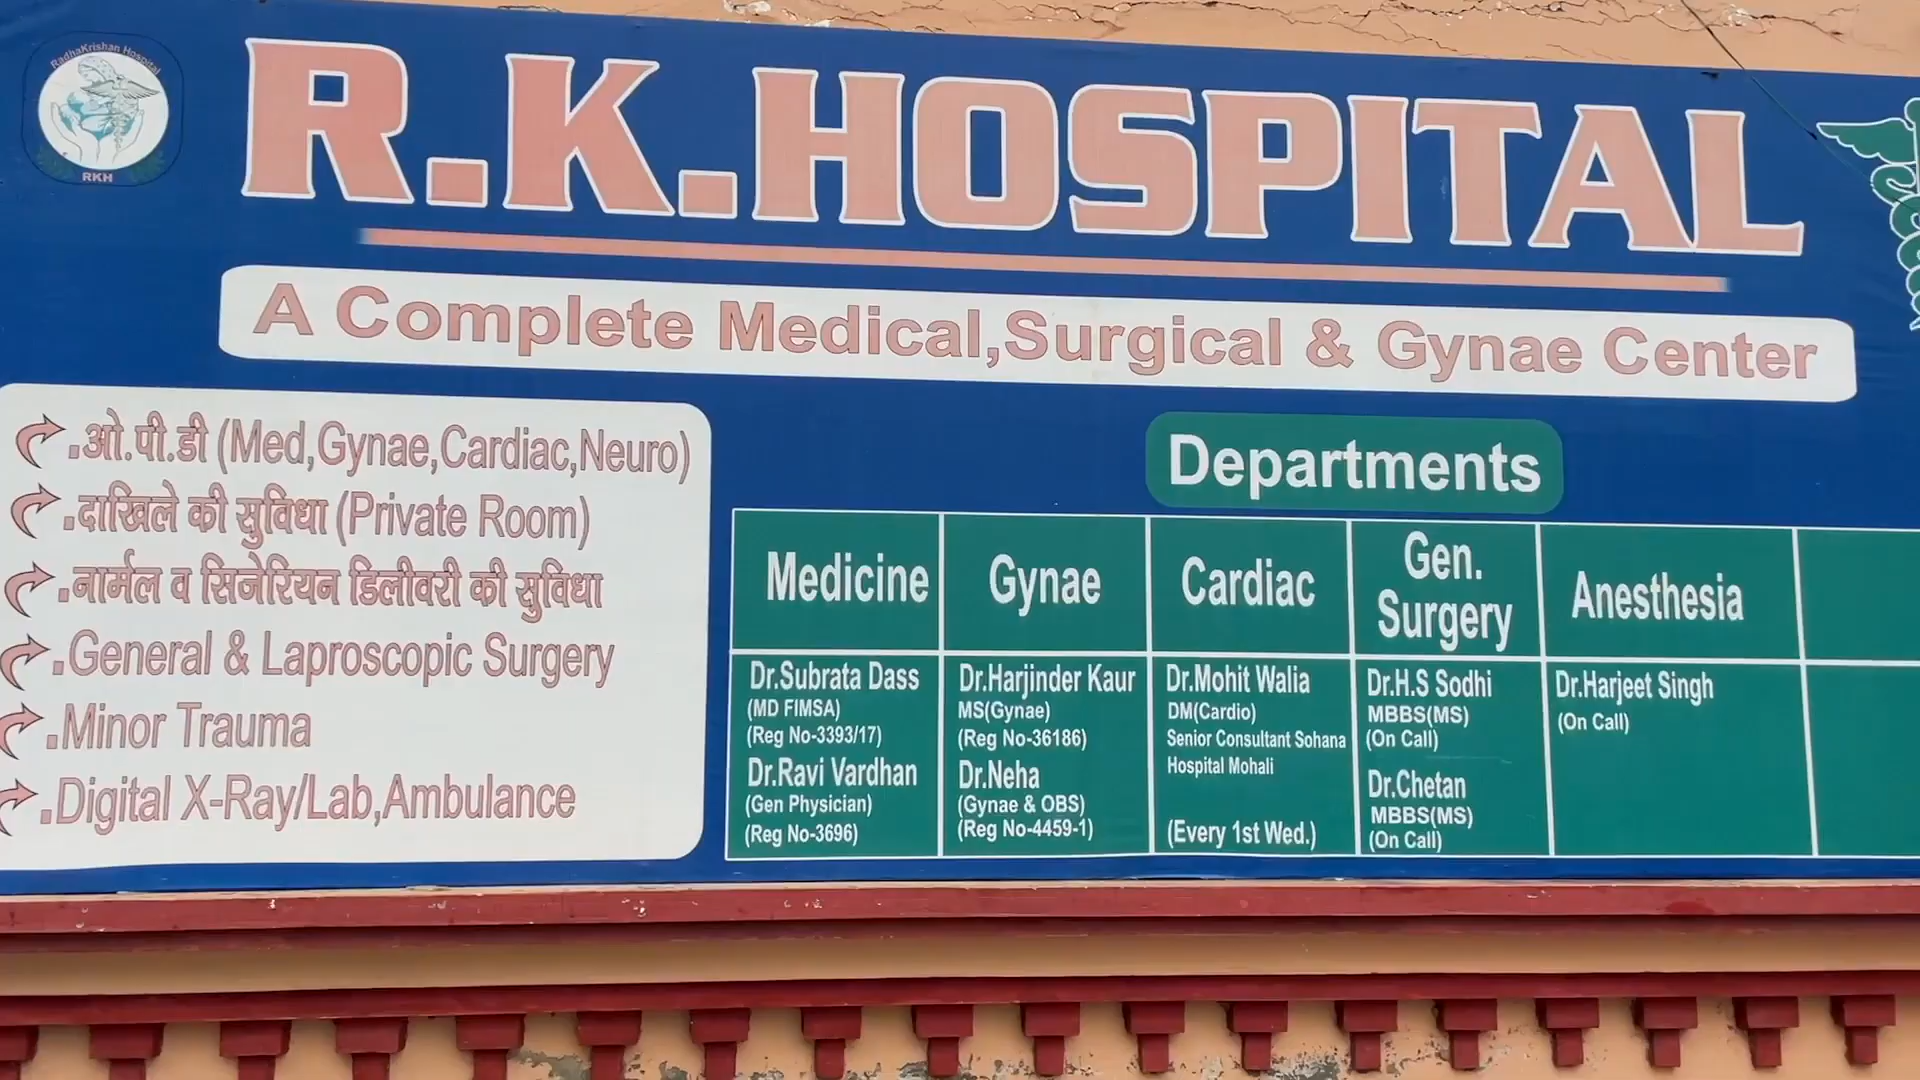 RadhaKrishan Hospital
RKH
R.K.HOSPITAL
A Complete Medical,Surgical & Gynae Center
.ओ.पी.डी (Med,Gynae,Cardiac,Neuro)
.दाखिले की सुविधा (Private Room)
.नार्मल व सिजेरियन डिलीवरी की सुविधा
.General & Laproscopic Surgery
.Minor Trauma
.Digital X-Ray/Lab,Ambulance
Departments
Medicine
Dr.Subrata Dass
(MD FIMSA)
(Reg No-3393/17)
Dr.Ravi Vardhan
(Gen Physician)
(Reg No-3696)
Gynae
Dr.Harjinder Kaur
MS(Gynae)
(Reg No-36186)
Dr.Neha
(Gynae & OBS)
(Reg No-4459-1)
Cardiac
Dr.Mohit Walia
DM(Cardio)
Senior Consultant Sohana
Hospital Mohali
(Every 1st Wed.)
Gen.
Surgery
Dr.H.S Sodhi
MBBS(MS)
(On Call)
Dr.Chetan
MBBS(MS)
(On Call)
Anesthesia
Dr.Harjeet Singh
(On Call)